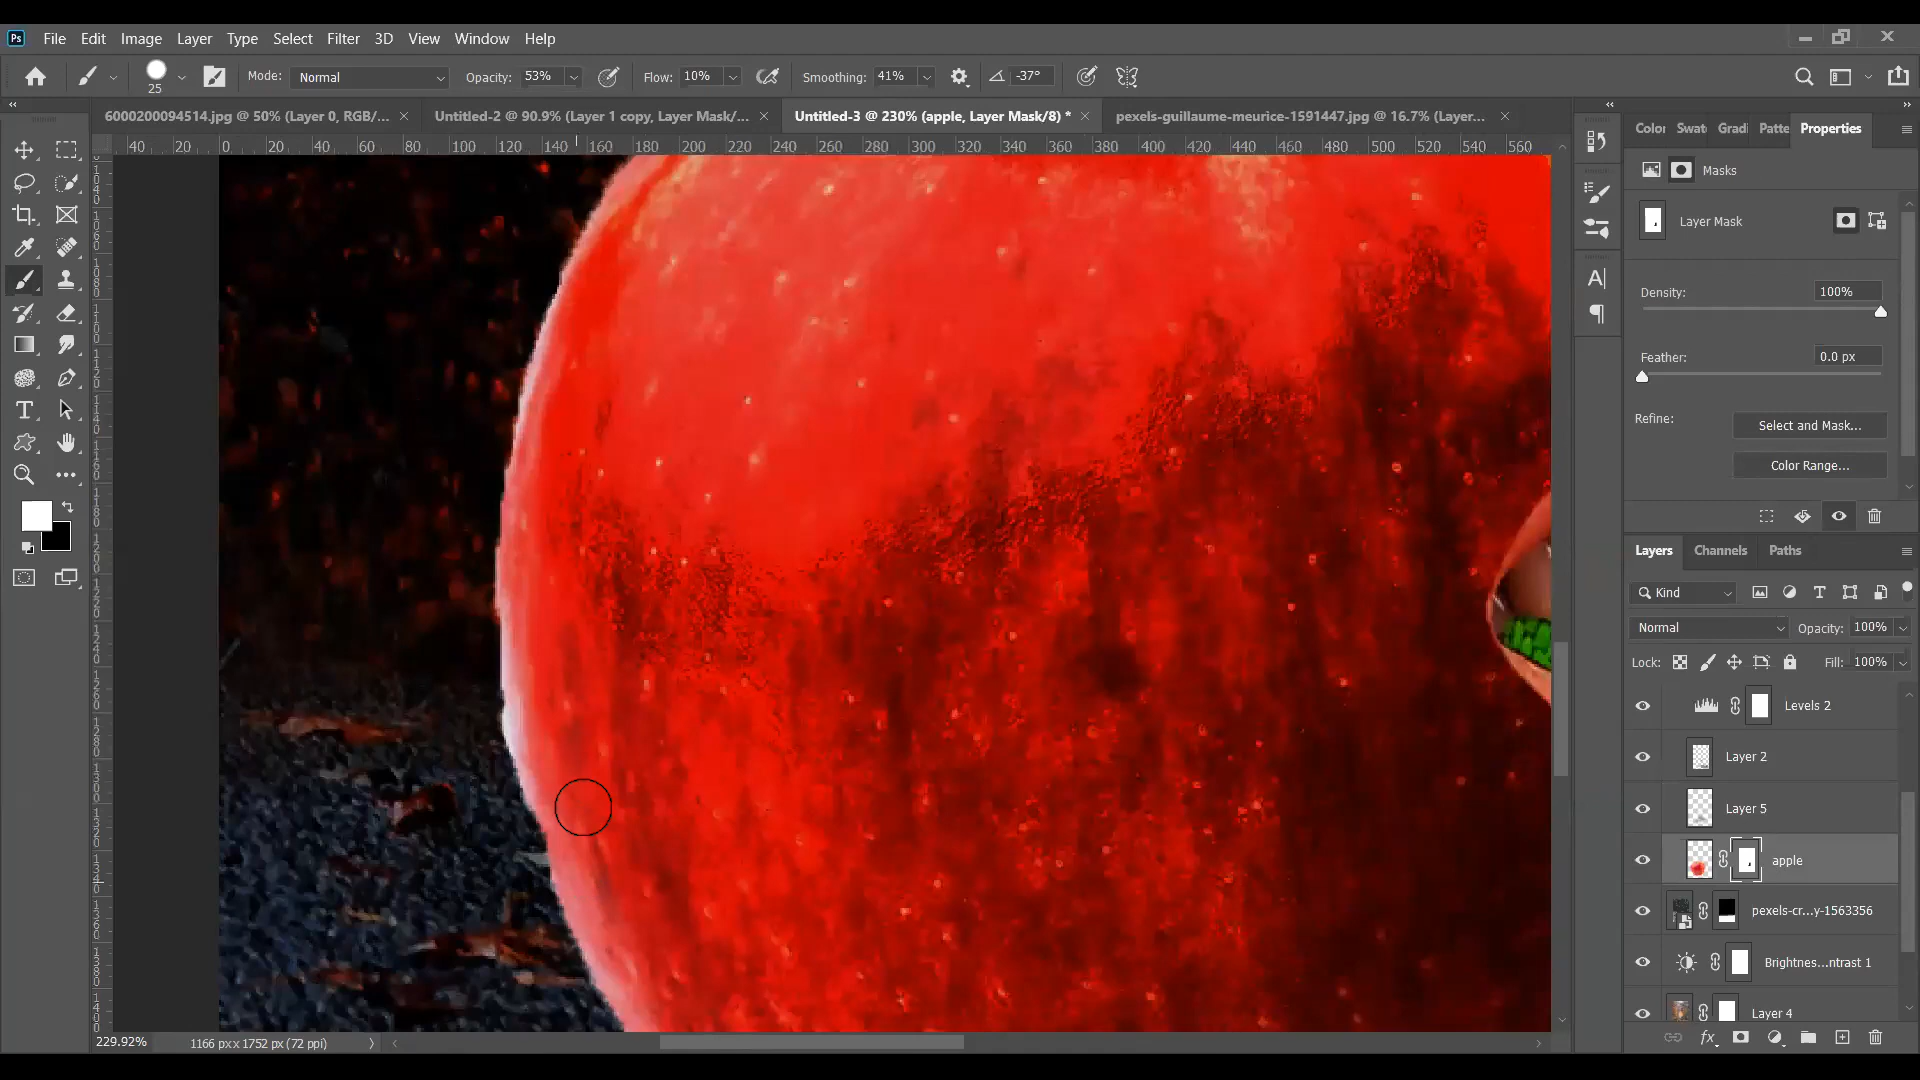 Ps File Edit Image Layer Type Select Filter 3D View Window Help
25 Mode: Normal Opacity: 53% Flow: 10% Smoothing: 41% -37°
6000200094514.jpg @ 50% (Layer 0, RGB/... Untitled-2 @ 90.9% (Layer 1 copy, Layer Mask/... Untitled-3 @ 230% (apple, Layer Mask/8) * pexels-guillaume-meurice-1591447.jpg @ 16.7% (Layer...
40 20 0 20 40 60 80 100 120 140 160 180 200 220 240 260 280 300 320 340 360 380 400 420 440 460 480 500 520 540 560
Color Swatc Gradi Patte Properties
Masks
Layer Mask
Density: 100%
Feather: 0.0 px
Refine: Select and Mask...
Color Range...
Layers Channels Paths
Kind
Normal Opacity: 100%
Lock: Fill: 100%
Levels 2
Layer 2
Layer 5
apple
pexels-cr...y-1563356
Brightnes...ntrast 1
Layer 4
229.92% 1166 px x 1752 px (72 ppi)